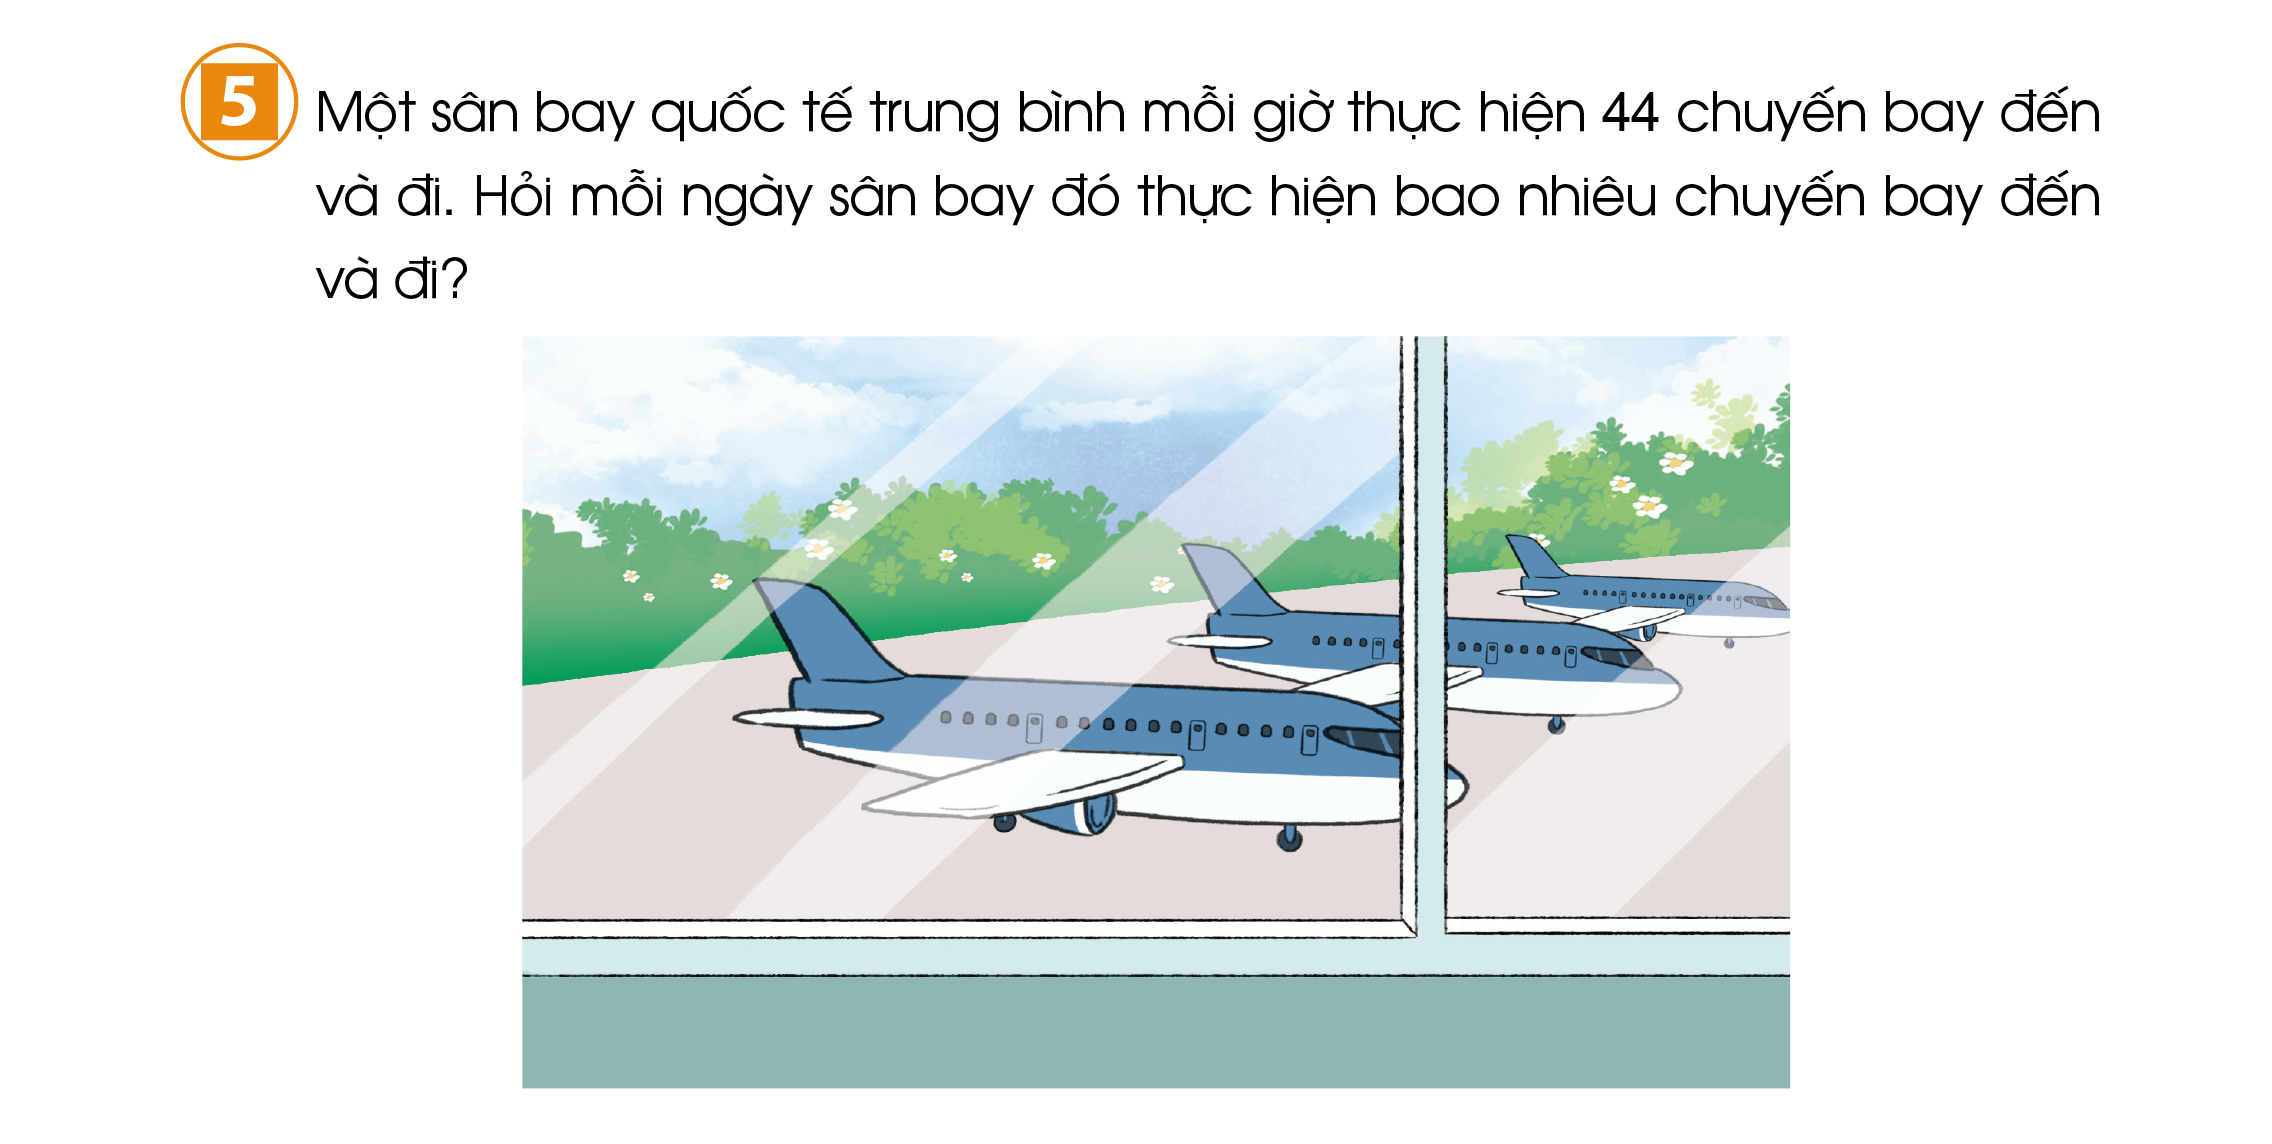 5 Một sân bay quốc tế trung bình mỗi giờ thực hiện 44 chuyến bay đến
và đi. Hỏi mỗi ngày sân bay đó thực hiện bao nhiêu chuyến bay đến
và đi?